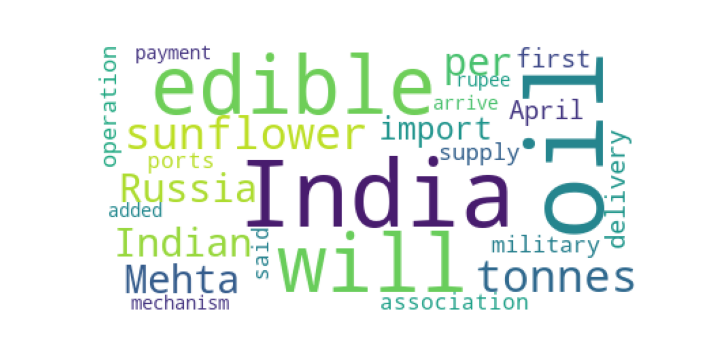 payment
edible
per
first
operation
rupee
arrive
April
oil
sunflower
import
supply
ports
India
delivery
Russia
added
Indian
said
will
military
Mehta
tonnes
mechanism
association